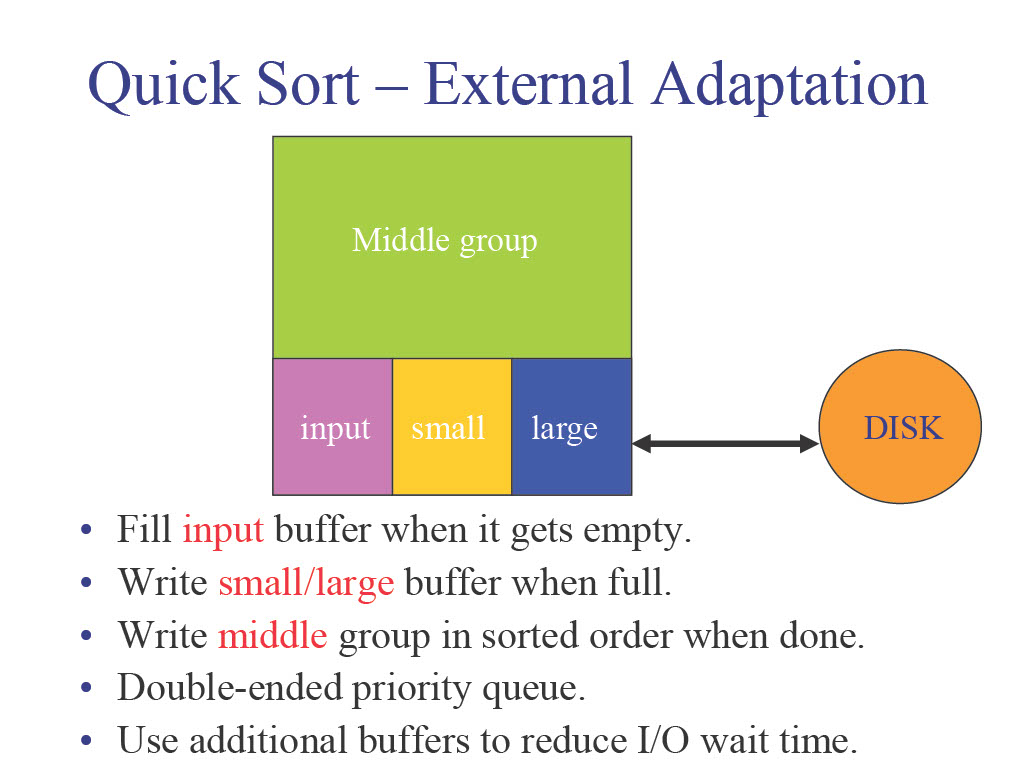 Quick Sort – External Adaptation
Middle group
input small large
DISK
• Fill input buffer when it gets empty.
• Write small/large buffer when full.
• Write middle group in sorted order when done.
• Double-ended priority queue.
• Use additional buffers to reduce I/O wait time.